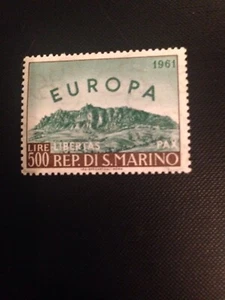 1961
EUROPA
LIBERTAS PAX
LIRE
500 REP. DI S. MARINO